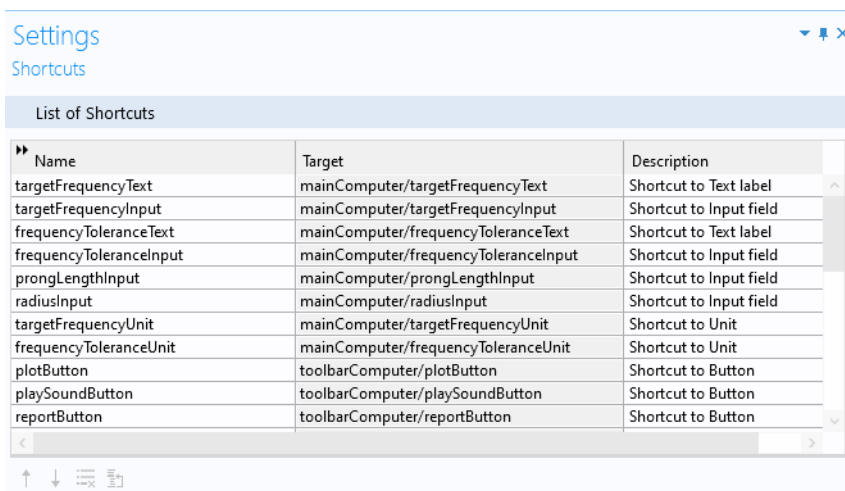 Settings
Shortcuts
List of Shortcuts
Name Target Description
targetFrequencyText mainComputer/targetFrequencyText Shortcut to Text label
targetFrequencyInput mainComputer/targetFrequencyInput Shortcut to Input field
frequencyToleranceText mainComputer/frequencyToleranceText Shortcut to Text label
frequencyToleranceInput mainComputer/frequencyToleranceInput Shortcut to Input field
prongLengthInput mainComputer/prongLengthInput Shortcut to Input field
radiusInput mainComputer/radiusInput Shortcut to Input field
targetFrequencyUnit mainComputer/targetFrequencyUnit Shortcut to Unit
frequencyToleranceUnit mainComputer/frequencyToleranceUnit Shortcut to Unit
plotButton toolbarComputer/plotButton Shortcut to Button
playSoundButton toolbarComputer/playSoundButton Shortcut to Button
reportButton toolbarComputer/reportButton Shortcut to Button